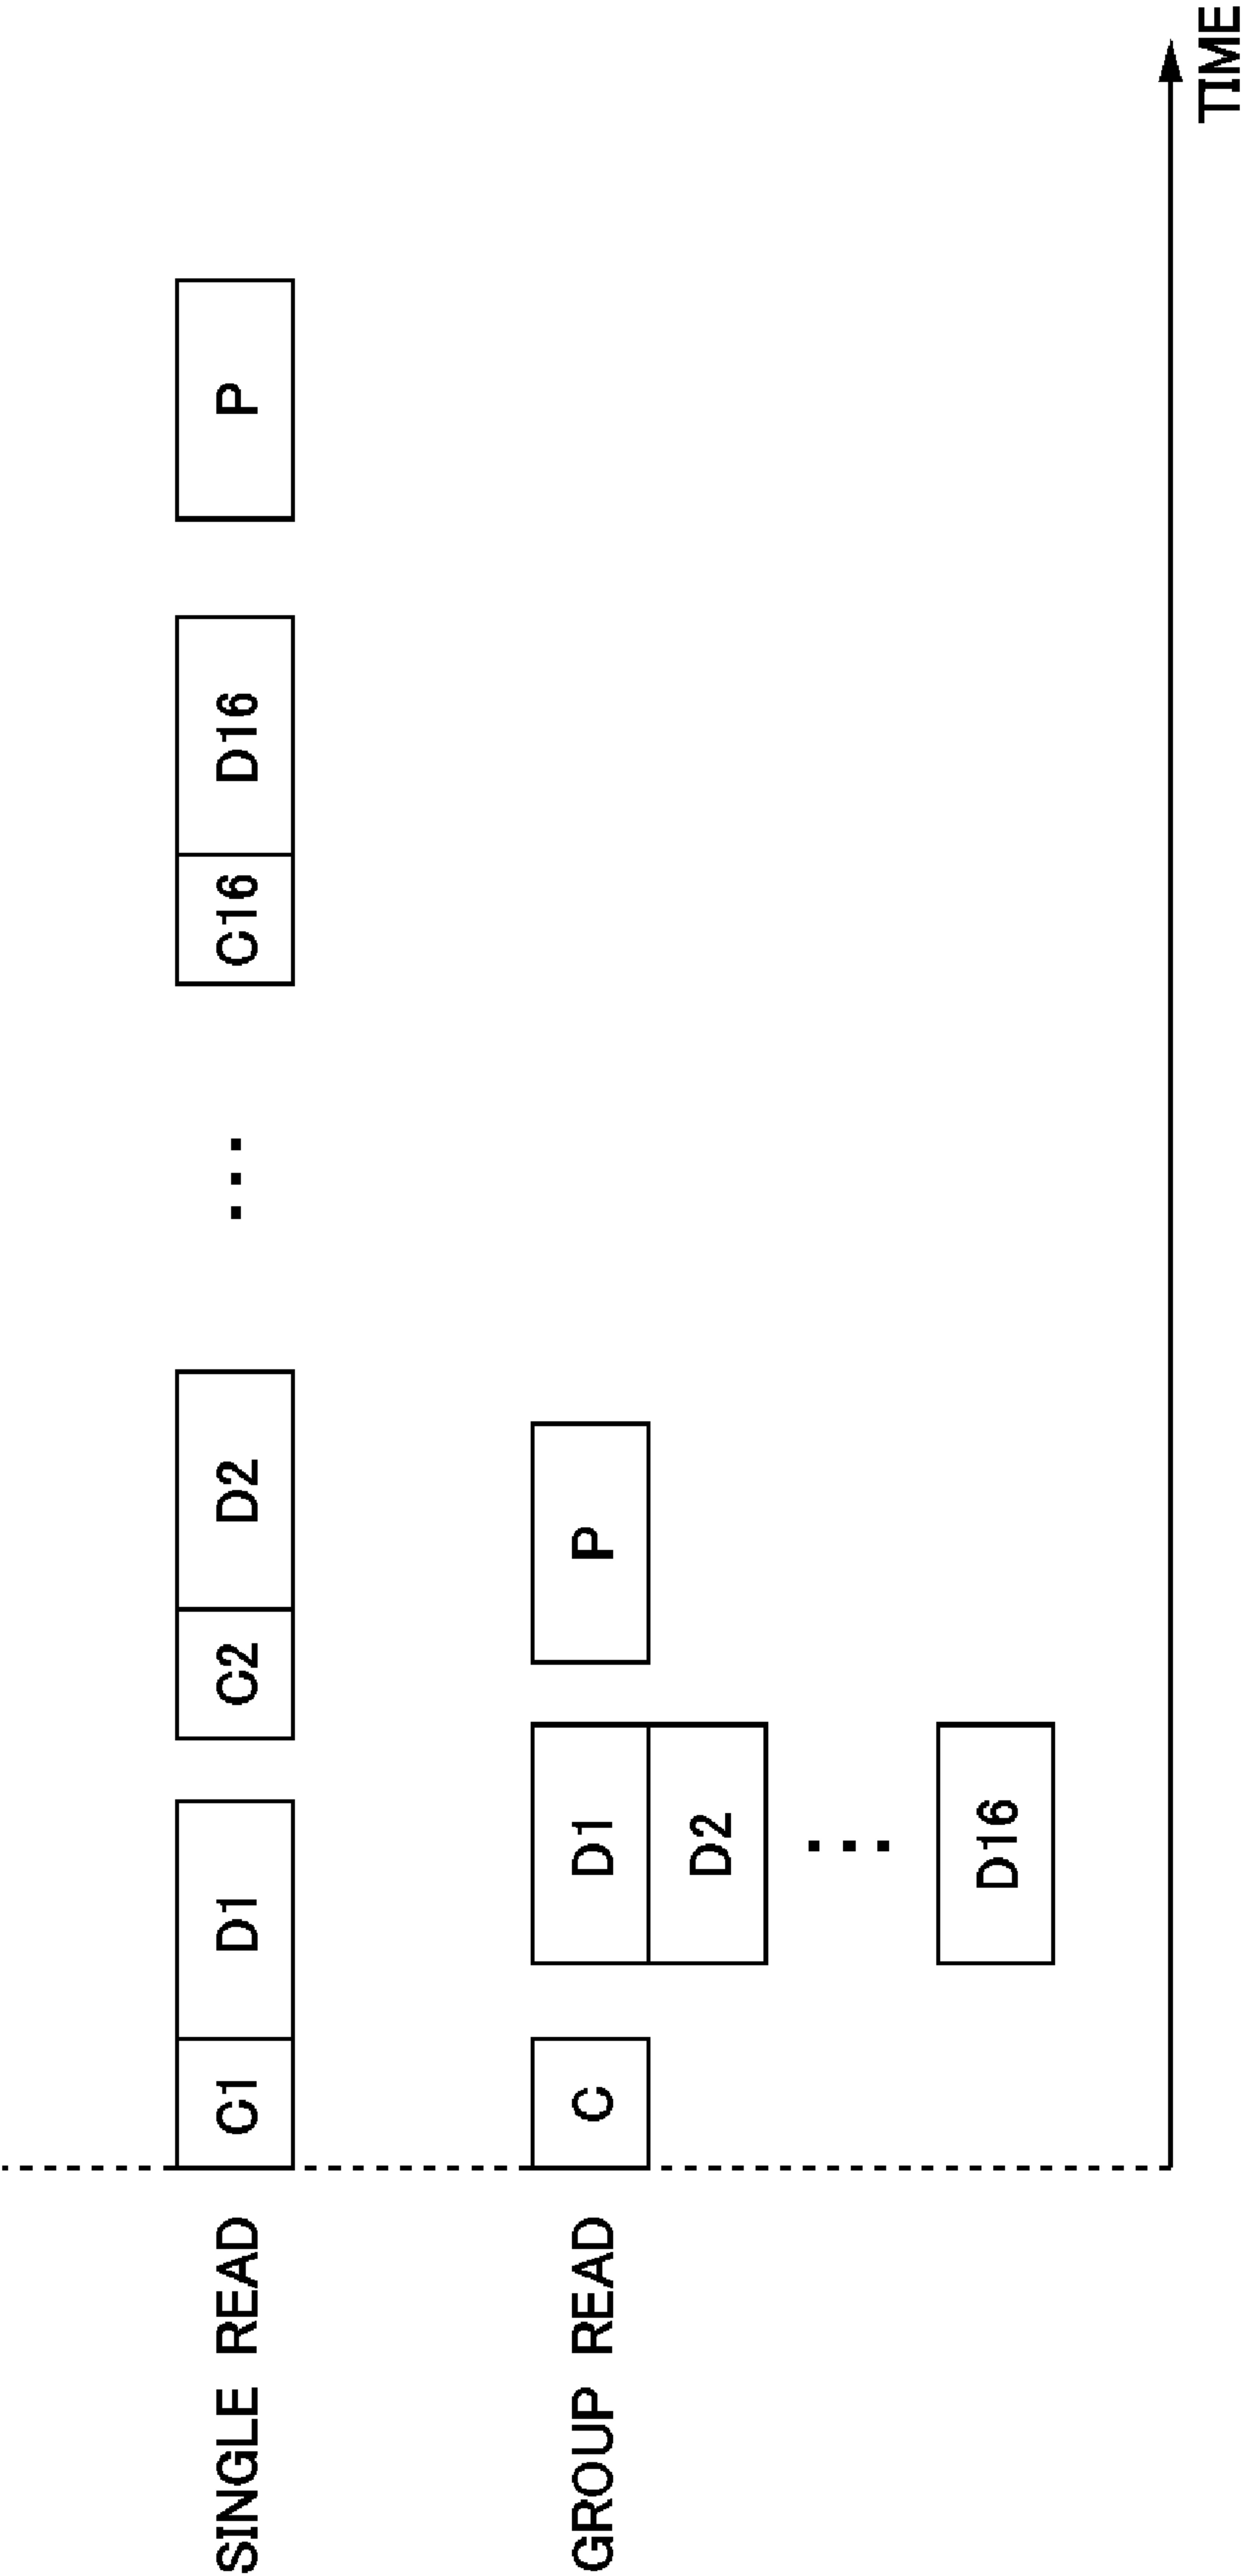 SINGLE READ
C1 D1 C2 D2 ... C16 D16 P
GROUP READ
C D1 P
D2
...
D16
TIME